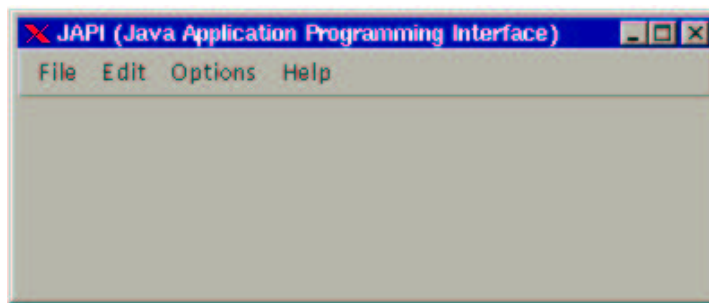 JAPI (Java Application Programming Interface)
File Edit Options Help